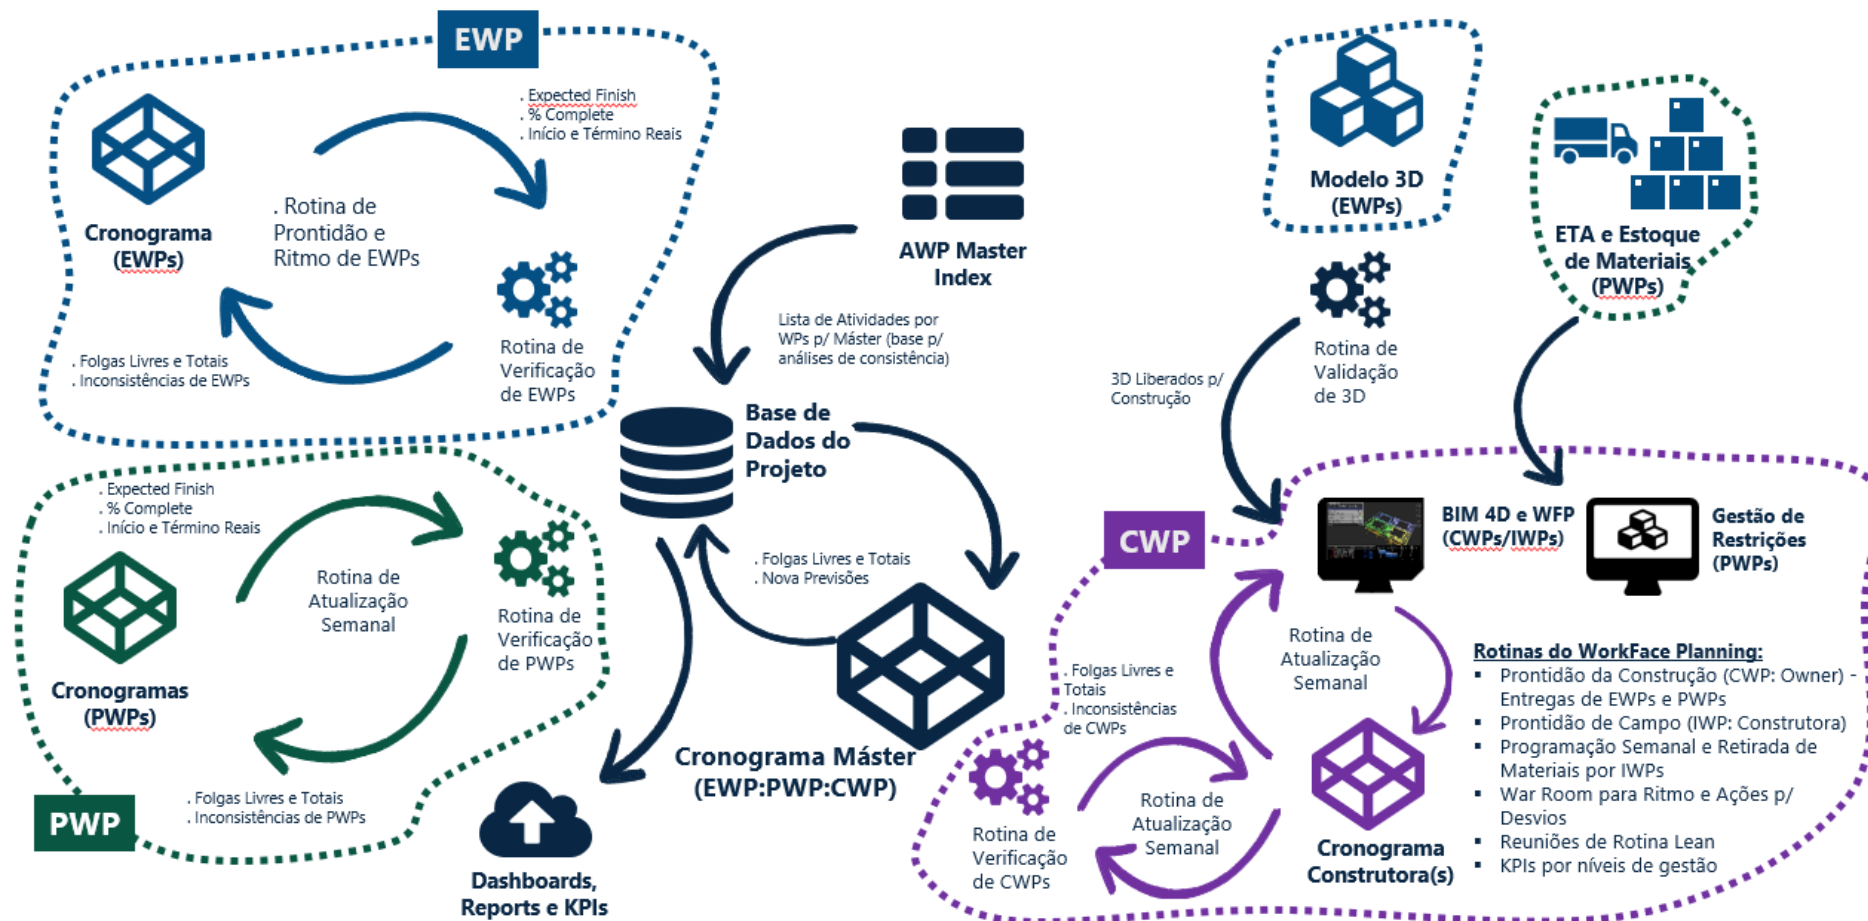 EWP
. Expected Finish
. % Complete
. Início e Término Reais
Cronograma
(EWPs)
. Rotina de
Prontidão e
Ritmo de EWPs
Rotina de
Verificação
de EWPs
. Folgas Livres e Totais
. Inconsistências de EWPs
AWP Master
Index
Lista de Atividades por
WPs p/ Máster (base p/
análises de consistência)
Base de
Dados do
Projeto
. Folgas Livres e Totais
. Nova Previsões
Cronograma Máster
(EWP:PWP:CWP)
Dashboards,
Reports e KPIs
. Expected Finish
. % Complete
. Início e Término Reais
Cronogramas
(PWPs)
Rotina de
Atualização
Semanal
Rotina de
Verificação
de PWPs
. Folgas Livres e Totais
. Inconsistências de PWPs
PWP
Modelo 3D
(EWPs)
Rotina de
Validação
de 3D
3D Liberados p/
Construção
ETA e Estoque
de Materiais
(PWPs)
CWP
BIM 4D e WFP
(CWPs/IWPs)
Gestão de
Restrições
(PWPs)
Rotina de
Atualização
Semanal
. Folgas Livres e
Totais
. Inconsistências
de CWPs
Rotina de
Verificação
de CWPs
Rotina de
Atualização
Semanal
Cronograma
Construtora(s)
Rotinas do WorkFace Planning:
▪ Prontidão da Construção (CWP: Owner) -
Entregas de EWPs e PWPs
▪ Prontidão de Campo (IWP: Construtora)
▪ Programação Semanal e Retirada de
Materiais por IWPs
▪ War Room para Ritmo e Ações p/
Desvios
▪ Reuniões de Rotina Lean
▪ KPIs por níveis de gestão